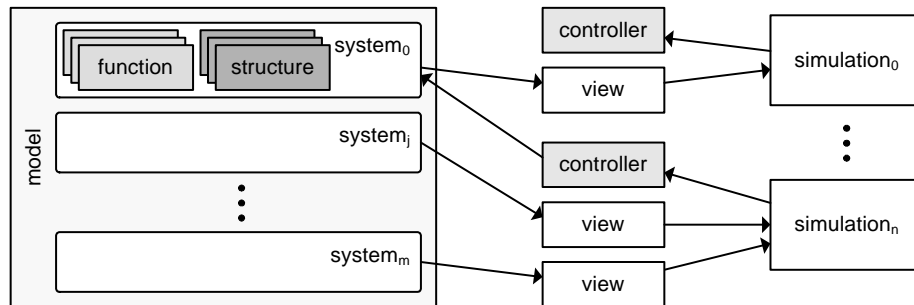 model
system₀
function
structure
systemⱼ
systemₘ
controller
view
controller
view
view
simulation₀
simulationₙ